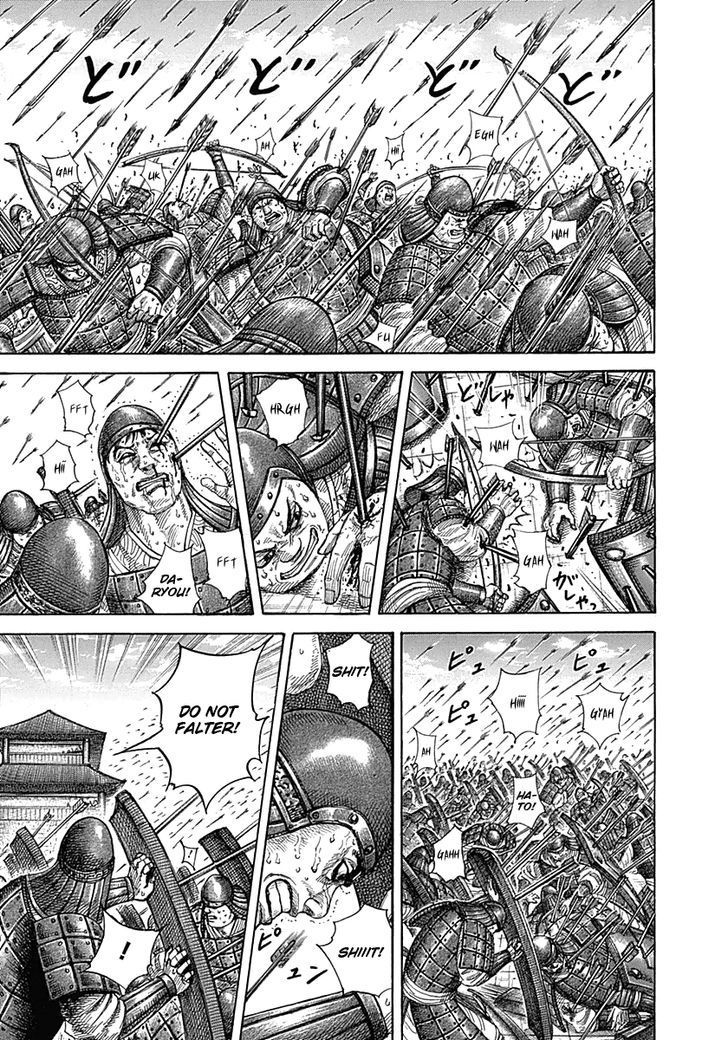 ど ど ど ど
EGH
HII
AH
UK
GAH
WAH
FU
どしゃ
WAH
GAH
がしゃっ
HRGH
FFT
HII
FFT
DA-
RYOU!
ピュ
ピュ
HIIII
GYAH
AH
HA-
TO!
GAHH
SHIT!
SHIIIT!
ピュン
DO NOT
FALTER!
!
!